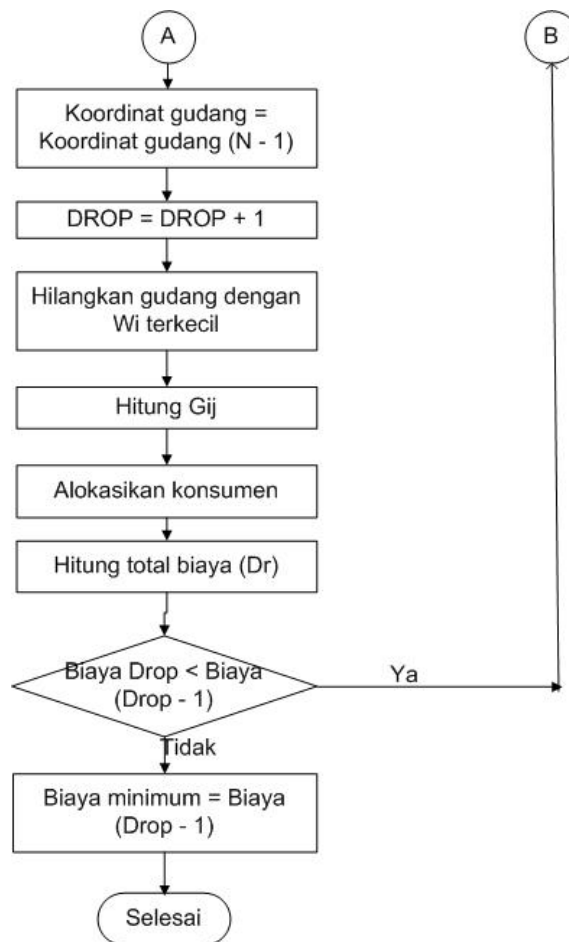 A
B
Koordinat gudang =
Koordinat gudang (N - 1)
DROP = DROP + 1
Hilangkan gudang dengan
Wi terkecil
Hitung Gij
Alokasikan konsumen
Hitung total biaya (Dr)
Biaya Drop < Biaya
(Drop - 1)
Ya
Tidak
Biaya minimum = Biaya
(Drop - 1)
Selesai